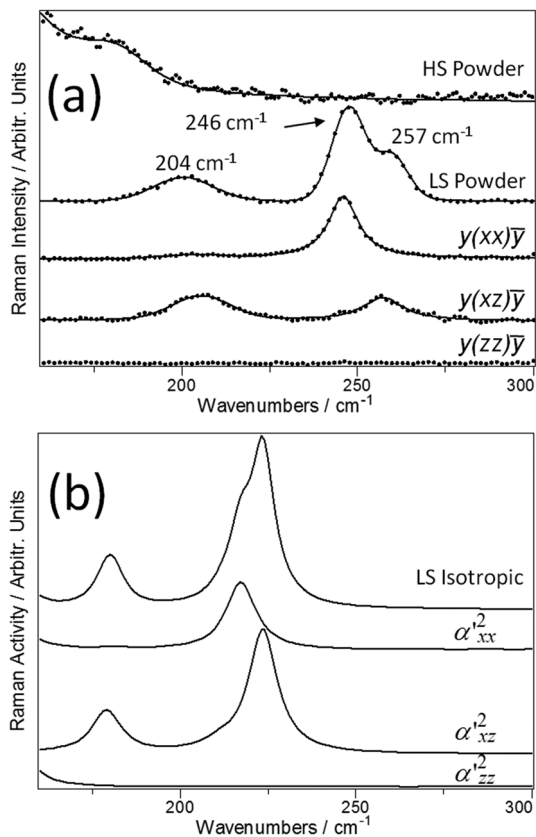 (a)
HS Powder
246 cm⁻¹
257 cm⁻¹
204 cm⁻¹
LS Powder
y(xx)y̅
y(xz)y̅
y(zz)y̅
Raman Intensity / Arbitr. Units
200 250 300
Wavenumbers / cm⁻¹
(b)
LS Isotropic
α'²xx
α'²xz
α'²zz
Raman Activity / Arbitr. Units
200 250 300
Wavenumbers / cm⁻¹